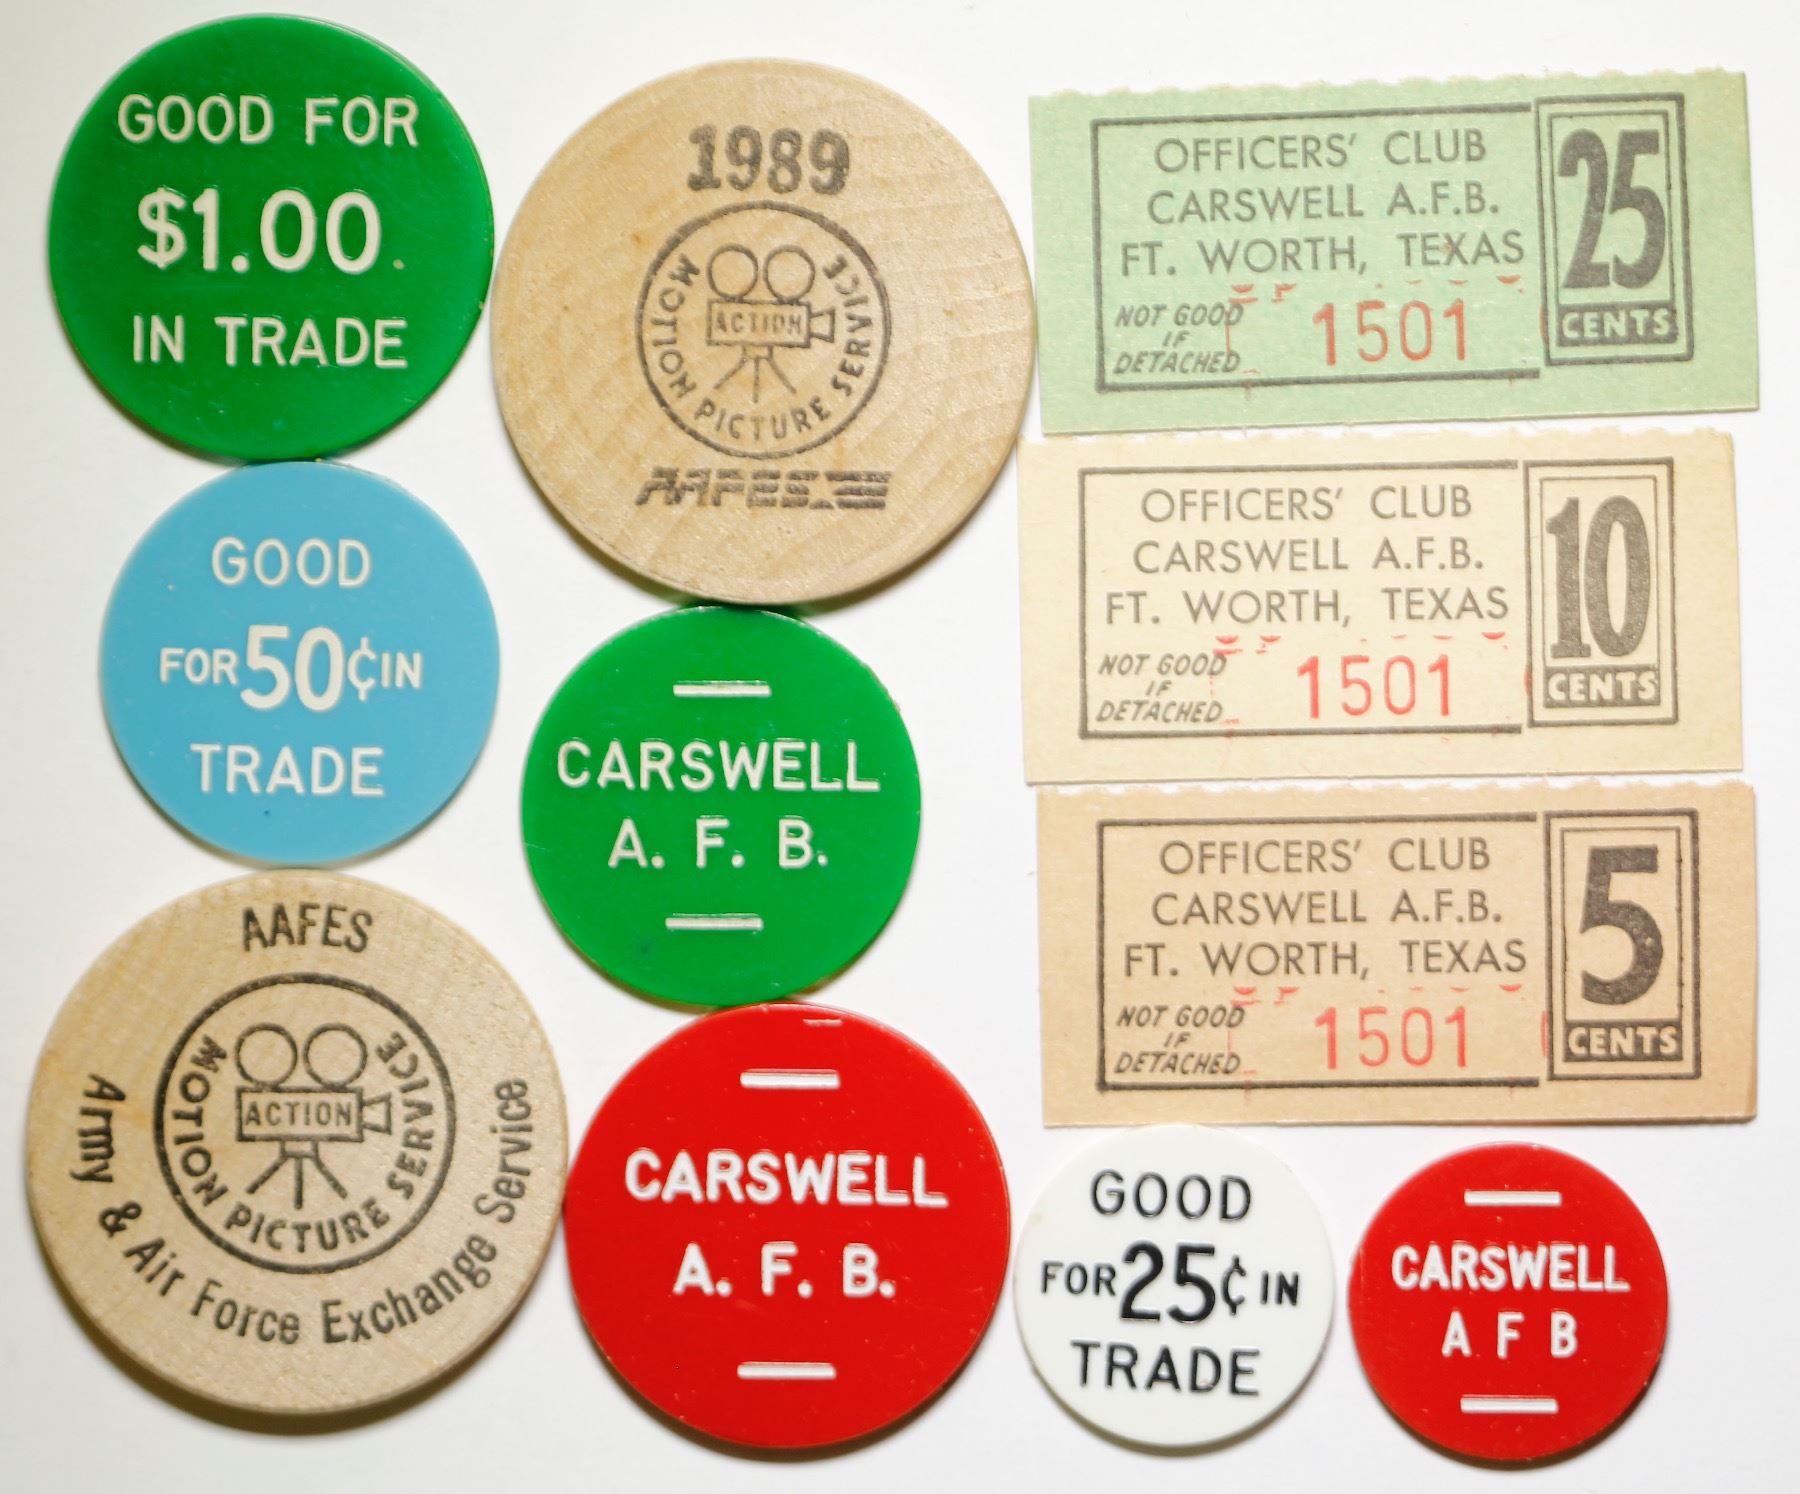 GOOD FOR
$1.00
IN TRADE
1989
MOTION PICTURE SERVICE
ACTION
AAFES
OFFICERS' CLUB
CARSWELL A.F.B.
FT. WORTH, TEXAS
NOT GOOD
IF
DETACHED
1501
25
CENTS
GOOD
FOR 50¢ IN
TRADE
OFFICERS' CLUB
CARSWELL A.F.B.
FT. WORTH, TEXAS
NOT GOOD
IF
DETACHED
1501
10
CENTS
CARSWELL
A. F. B.
OFFICERS' CLUB
CARSWELL A.F.B.
FT. WORTH, TEXAS
NOT GOOD
IF
DETACHED
1501
5
CENTS
AAFES
MOTION PICTURE SERVICE
ACTION
Army & Air Force Exchange Service
CARSWELL
A. F. B.
GOOD
FOR 25¢ IN
TRADE
CARSWELL
A F B